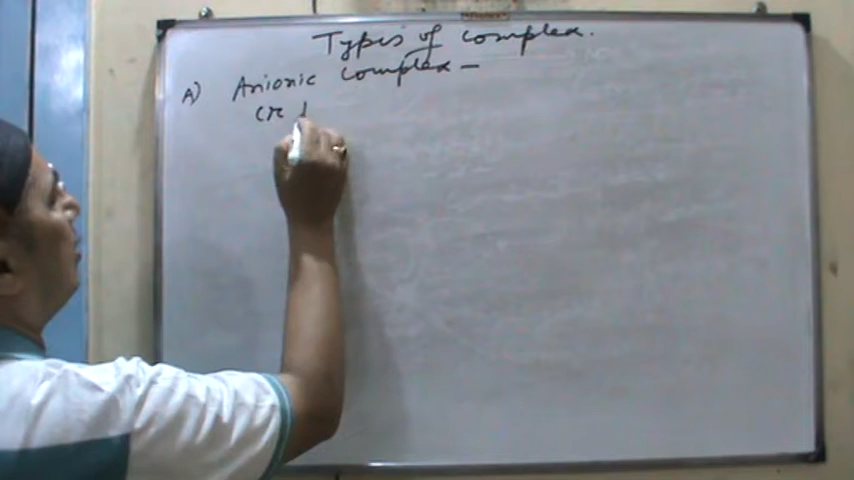 Types of complex.
A) Anionic complex –